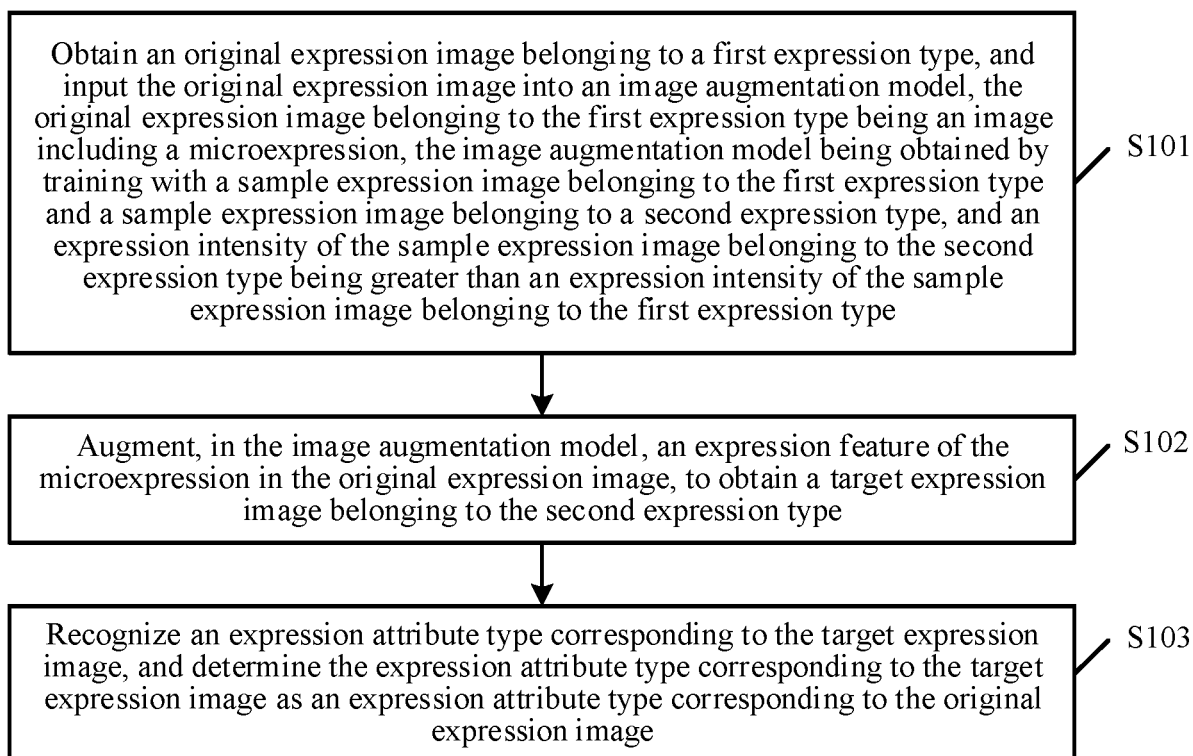 Obtain an original expression image belonging to a first expression type, and
input the original expression image into an image augmentation model, the
original expression image belonging to the first expression type being an image
including a microexpression, the image augmentation model being obtained by
training with a sample expression image belonging to the first expression type
and a sample expression image belonging to a second expression type, and an
expression intensity of the sample expression image belonging to the second
expression type being greater than an expression intensity of the sample
expression image belonging to the first expression type
S101
Augment, in the image augmentation model, an expression feature of the
microexpression in the original expression image, to obtain a target expression
image belonging to the second expression type
S102
Recognize an expression attribute type corresponding to the target expression
image, and determine the expression attribute type corresponding to the target
expression image as an expression attribute type corresponding to the original
expression image
S103